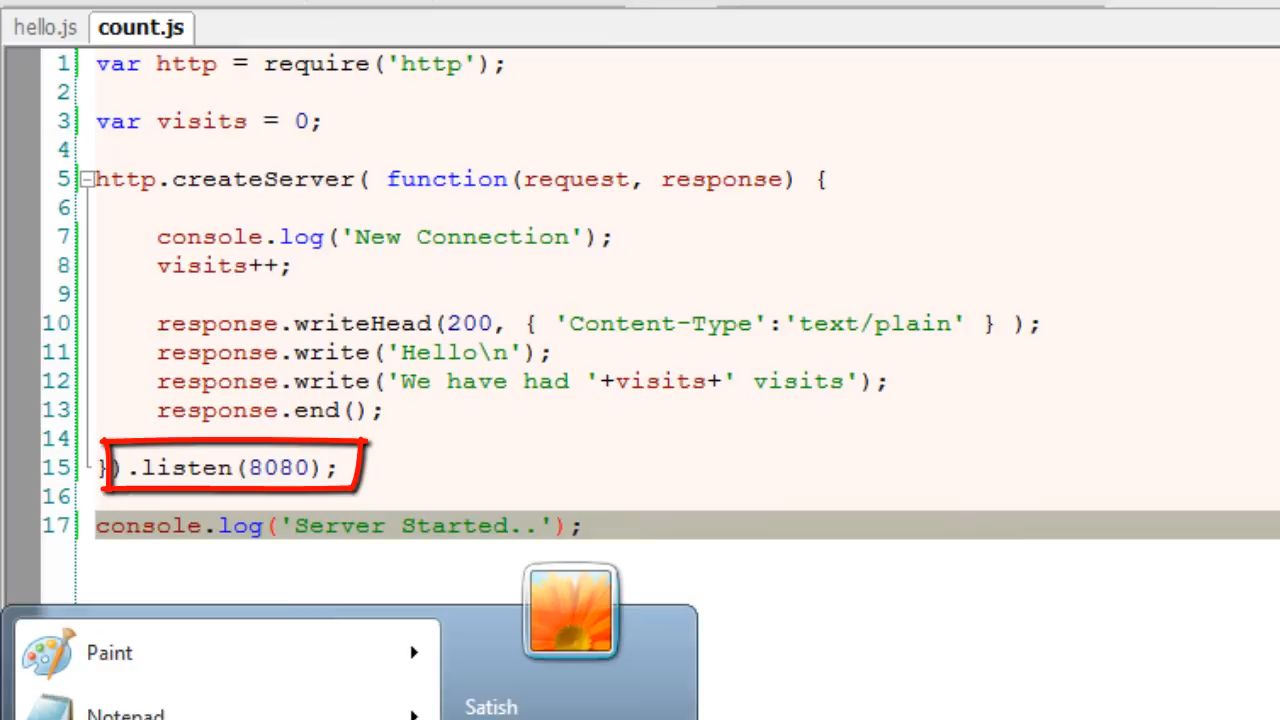 hello.js count.js
1 var http = require('http');
2
3 var visits = 0;
4
5 http.createServer( function(request, response) {
6
7 console.log('New Connection');
8 visits++;
9
10 response.writeHead(200, { 'Content-Type':'text/plain' } );
11 response.write('Hello\n');
12 response.write('We have had '+visits+' visits');
13 response.end();
14
15 }).listen(8080);
16
17 console.log('Server Started..');
Paint
Notepad
Satish